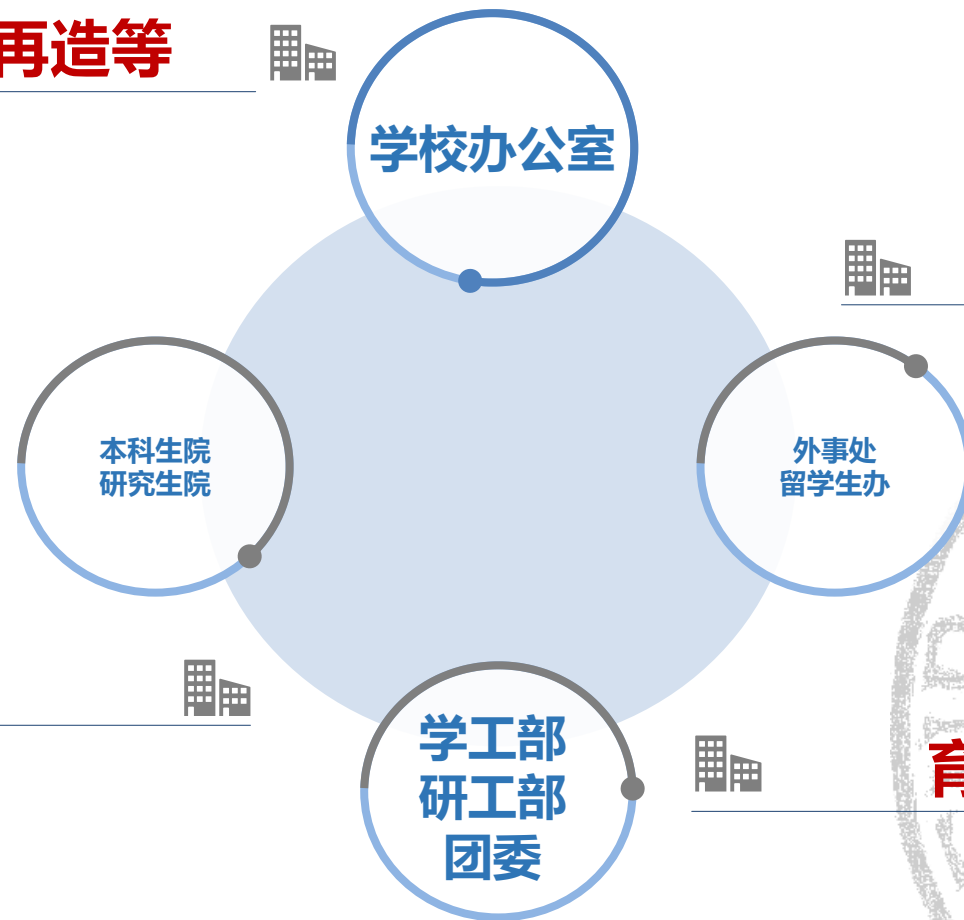 再造等
学校办公室
本科生院
研究生院
外事处
留学生办
学工部
研工部
团委
育